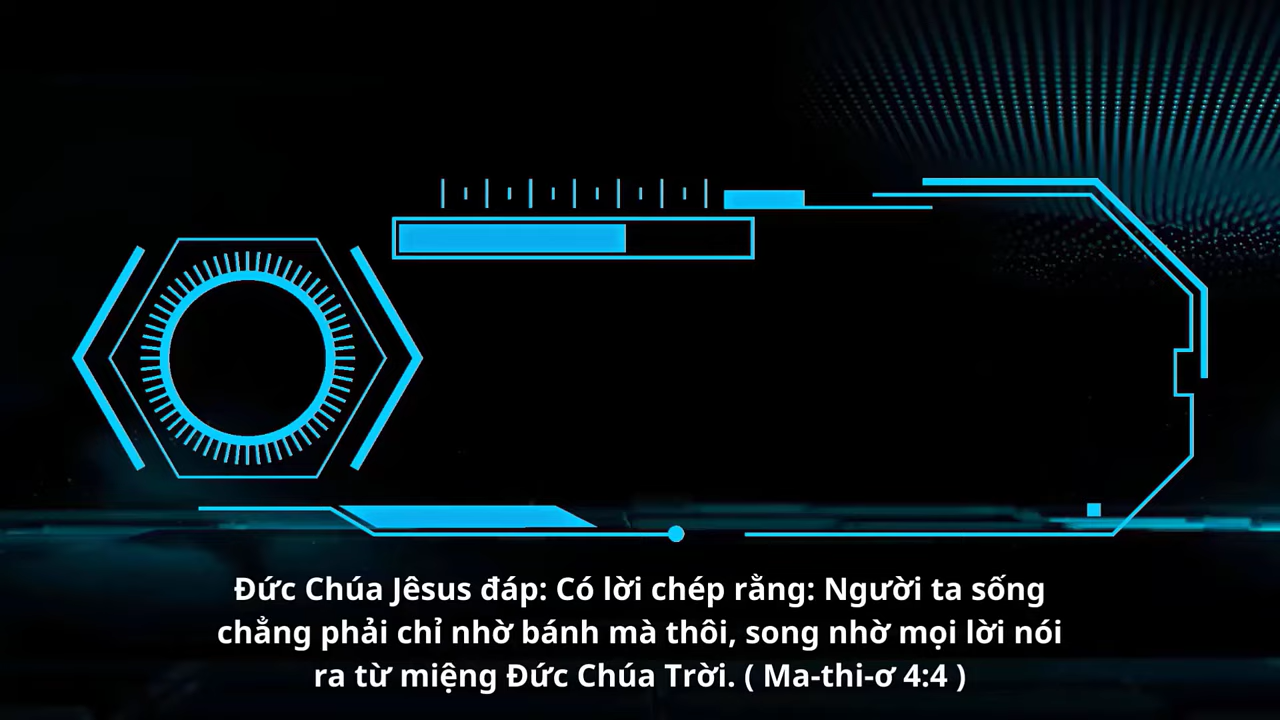 Đức Chúa Jêsus đáp: Có lời chép rằng: Người ta sống
chẳng phải chỉ nhờ bánh mà thôi, song nhờ mọi lời nói
ra từ miệng Đức Chúa Trời. ( Ma-thi-ơ 4:4 )